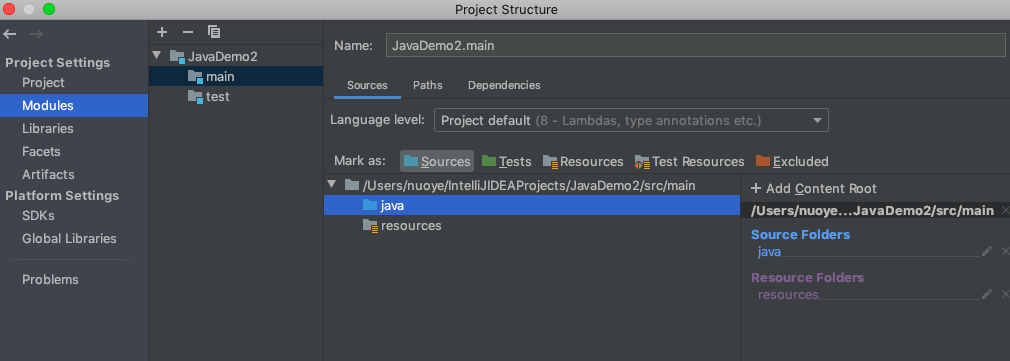 Project Structure
Project Settings
Project
Modules
Libraries
Facets
Artifacts
Platform Settings
SDKs
Global Libraries
Problems
JavaDemo2
main
test
Name: JavaDemo2.main
Sources Paths Dependencies
Language level: Project default (8 - Lambdas, type annotations etc.)
Mark as: Sources Tests Resources Test Resources Excluded
/Users/nuoye/IntelliJIDEAProjects/JavaDemo2/src/main
java
resources
+ Add Content Root
/Users/nuoye...JavaDemo2/src/main
Source Folders
java
Resource Folders
resources